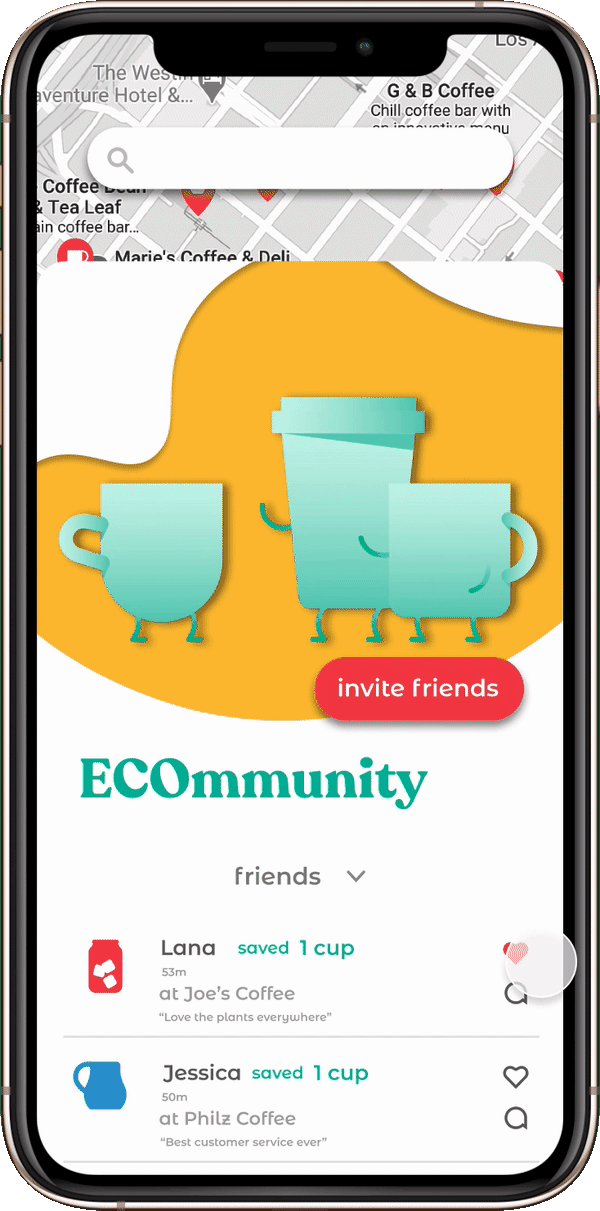 Los
The Westin
aventure Hotel &...
G & B Coffee
Chill coffee bar with
an innovative menu
Coffee Bean
& Tea Leaf
ain coffee bar...
Marie's Coffee & Deli
invite friends
ECOmmunity
friends
Lana saved 1 cup
53m
at Joe's Coffee
“Love the plants everywhere”
Jessica saved 1 cup
50m
at Philz Coffee
“Best customer service ever”